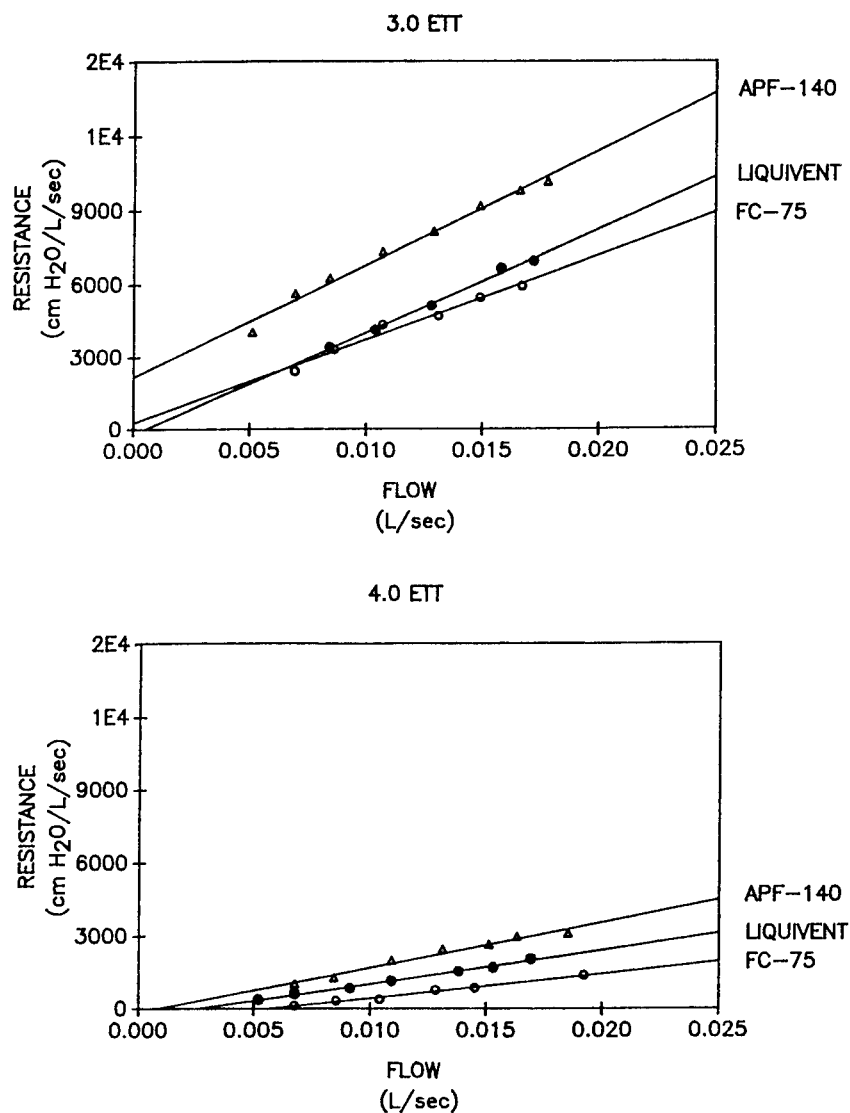 3.0 ETT
2E4
1E4
9000
6000
3000
0
RESISTANCE
(cm H₂O/L/sec)
APF-140
LIQUIVENT
FC-75
0.000 0.005 0.010 0.015 0.020 0.025
FLOW
(L/sec)
4.0 ETT
2E4
1E4
9000
6000
3000
0
RESISTANCE
(cm H₂O/L/sec)
APF-140
LIQUIVENT
FC-75
0.000 0.005 0.010 0.015 0.020 0.025
FLOW
(L/sec)